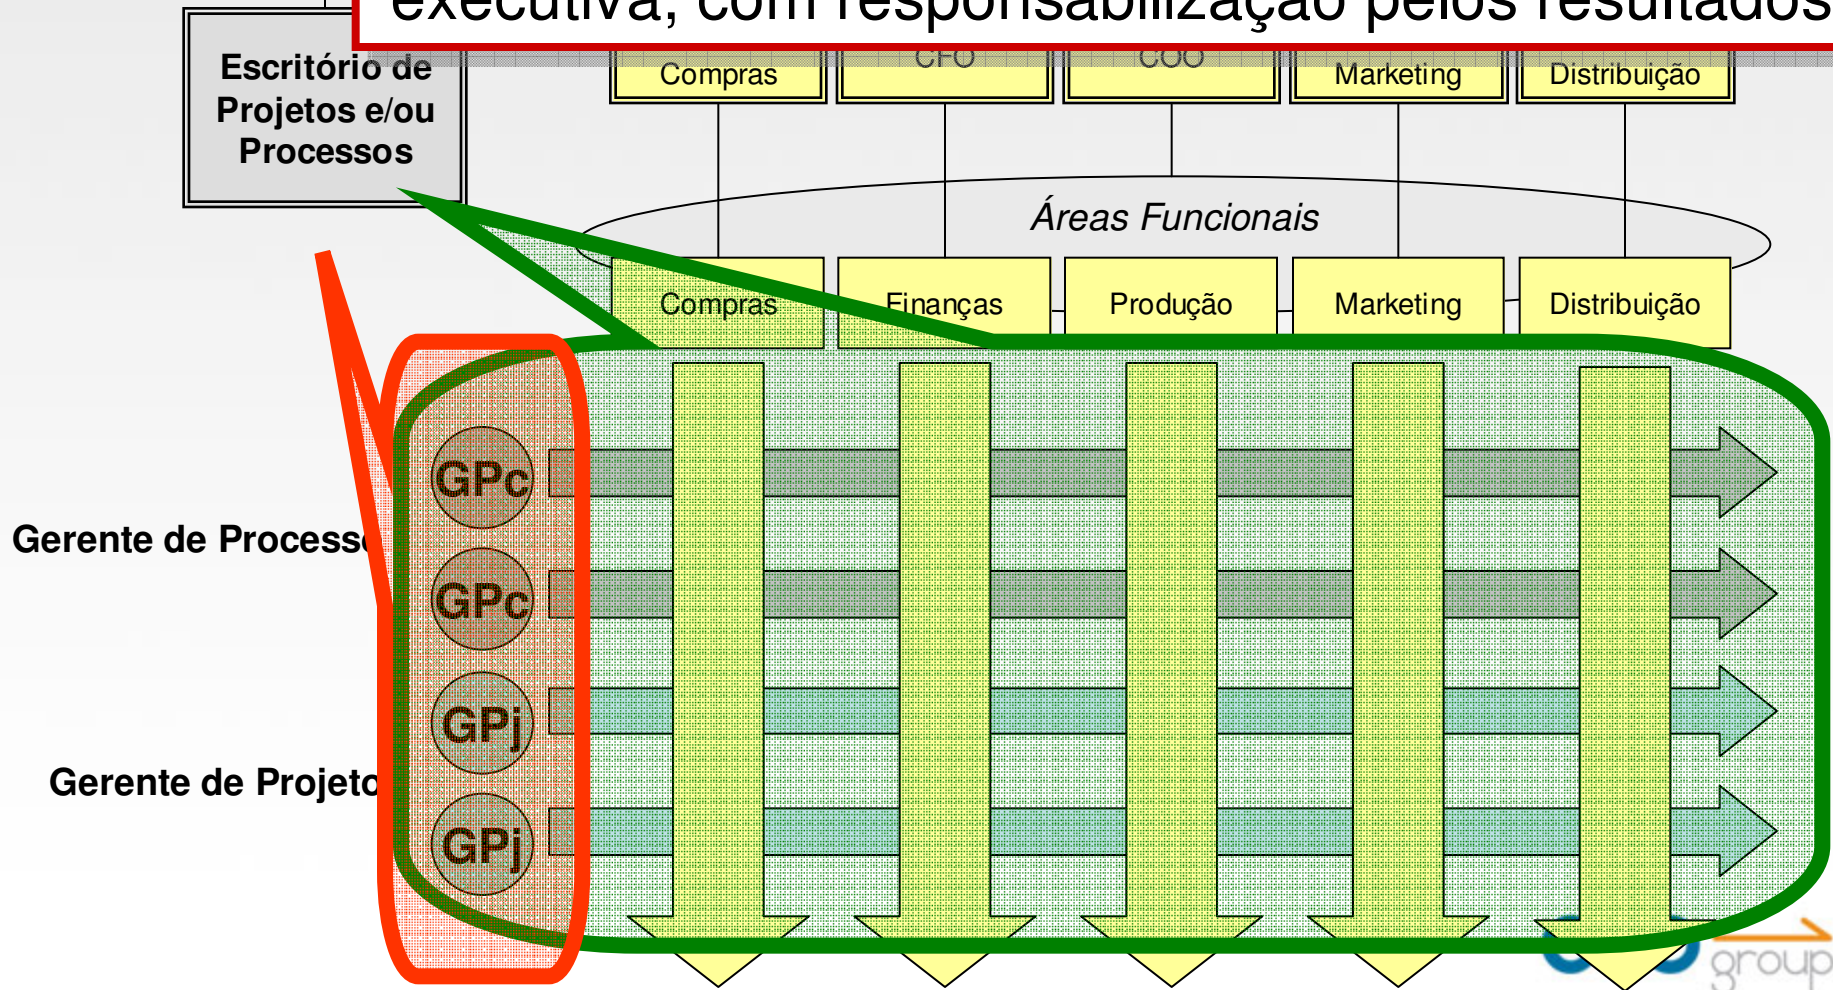 executiva, com responsabilização pelos resultados
Escritório de
Projetos e/ou
Processos
Compras
CFO
COO
Marketing
Distribuição
Áreas Funcionais
Compras
Finanças
Produção
Marketing
Distribuição
GPc
Gerente de Processo
GPc
GPj
Gerente de Projeto
GPj
group